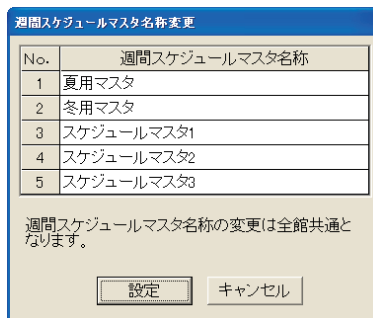 週間スケジュールマスタ名称変更
No. 週間スケジュールマスタ名称
1 夏用マスタ
2 冬用マスタ
3 スケジュールマスタ1
4 スケジュールマスタ2
5 スケジュールマスタ3
週間スケジュールマスタ名称の変更は全館共通と
なります。
設定 キャンセル